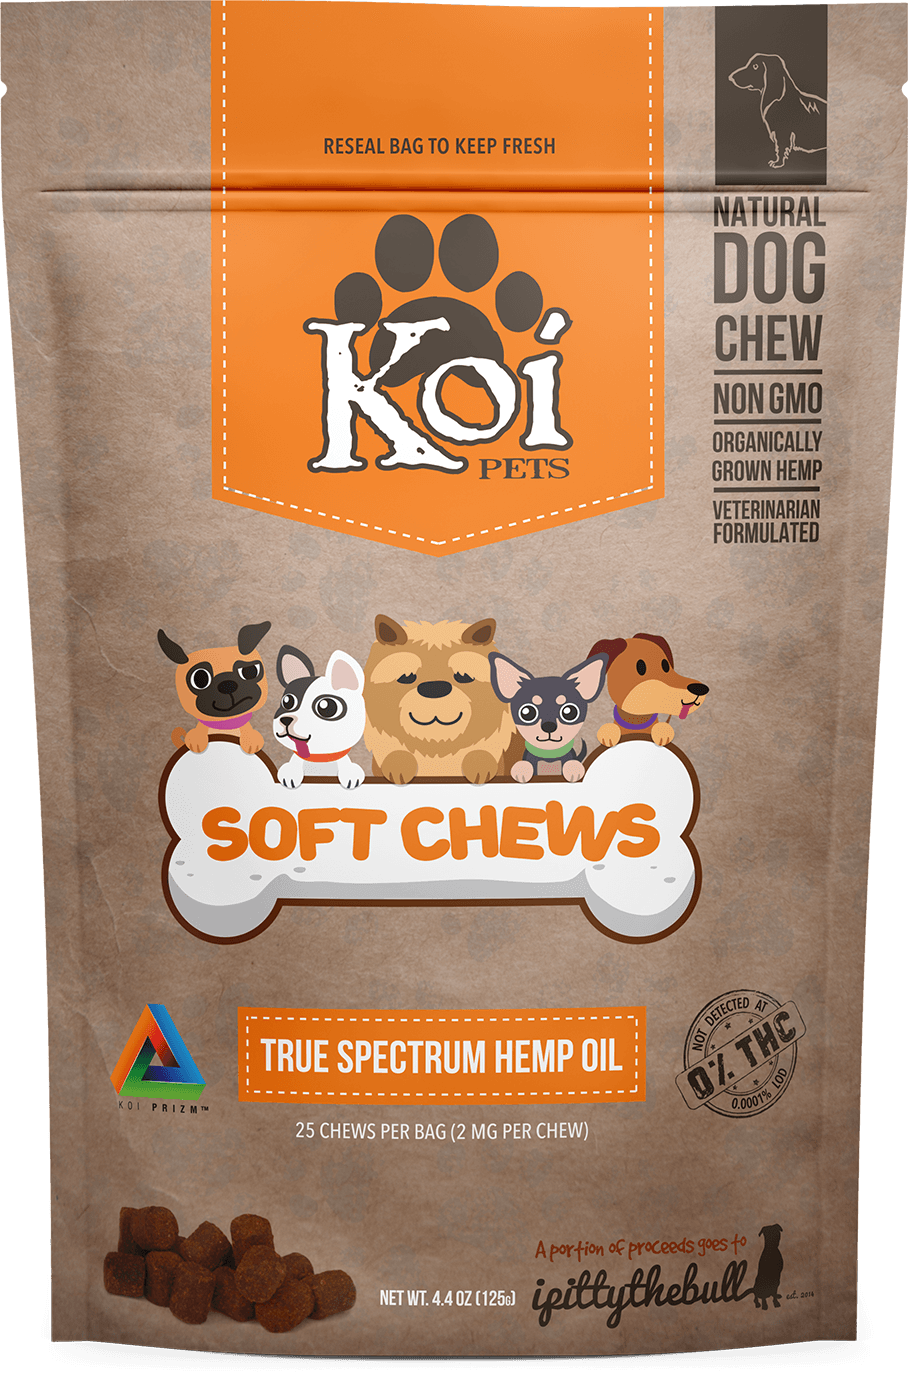 RESEAL BAG TO KEEP FRESH
Koi
PETS
NATURAL
DOG
CHEW
NON GMO
ORGANICALLY
GROWN HEMP
VETERINARIAN
FORMULATED
SOFT CHEWS
KOI PRIZM™
TRUE SPECTRUM HEMP OIL
25 CHEWS PER BAG (2 MG PER CHEW)
NOT DETECTED AT
0% THC
0.0001% LOD
NET WT. 4.4 OZ (125g)
A portion of proceeds goes to
ipittythebull
est. 2014